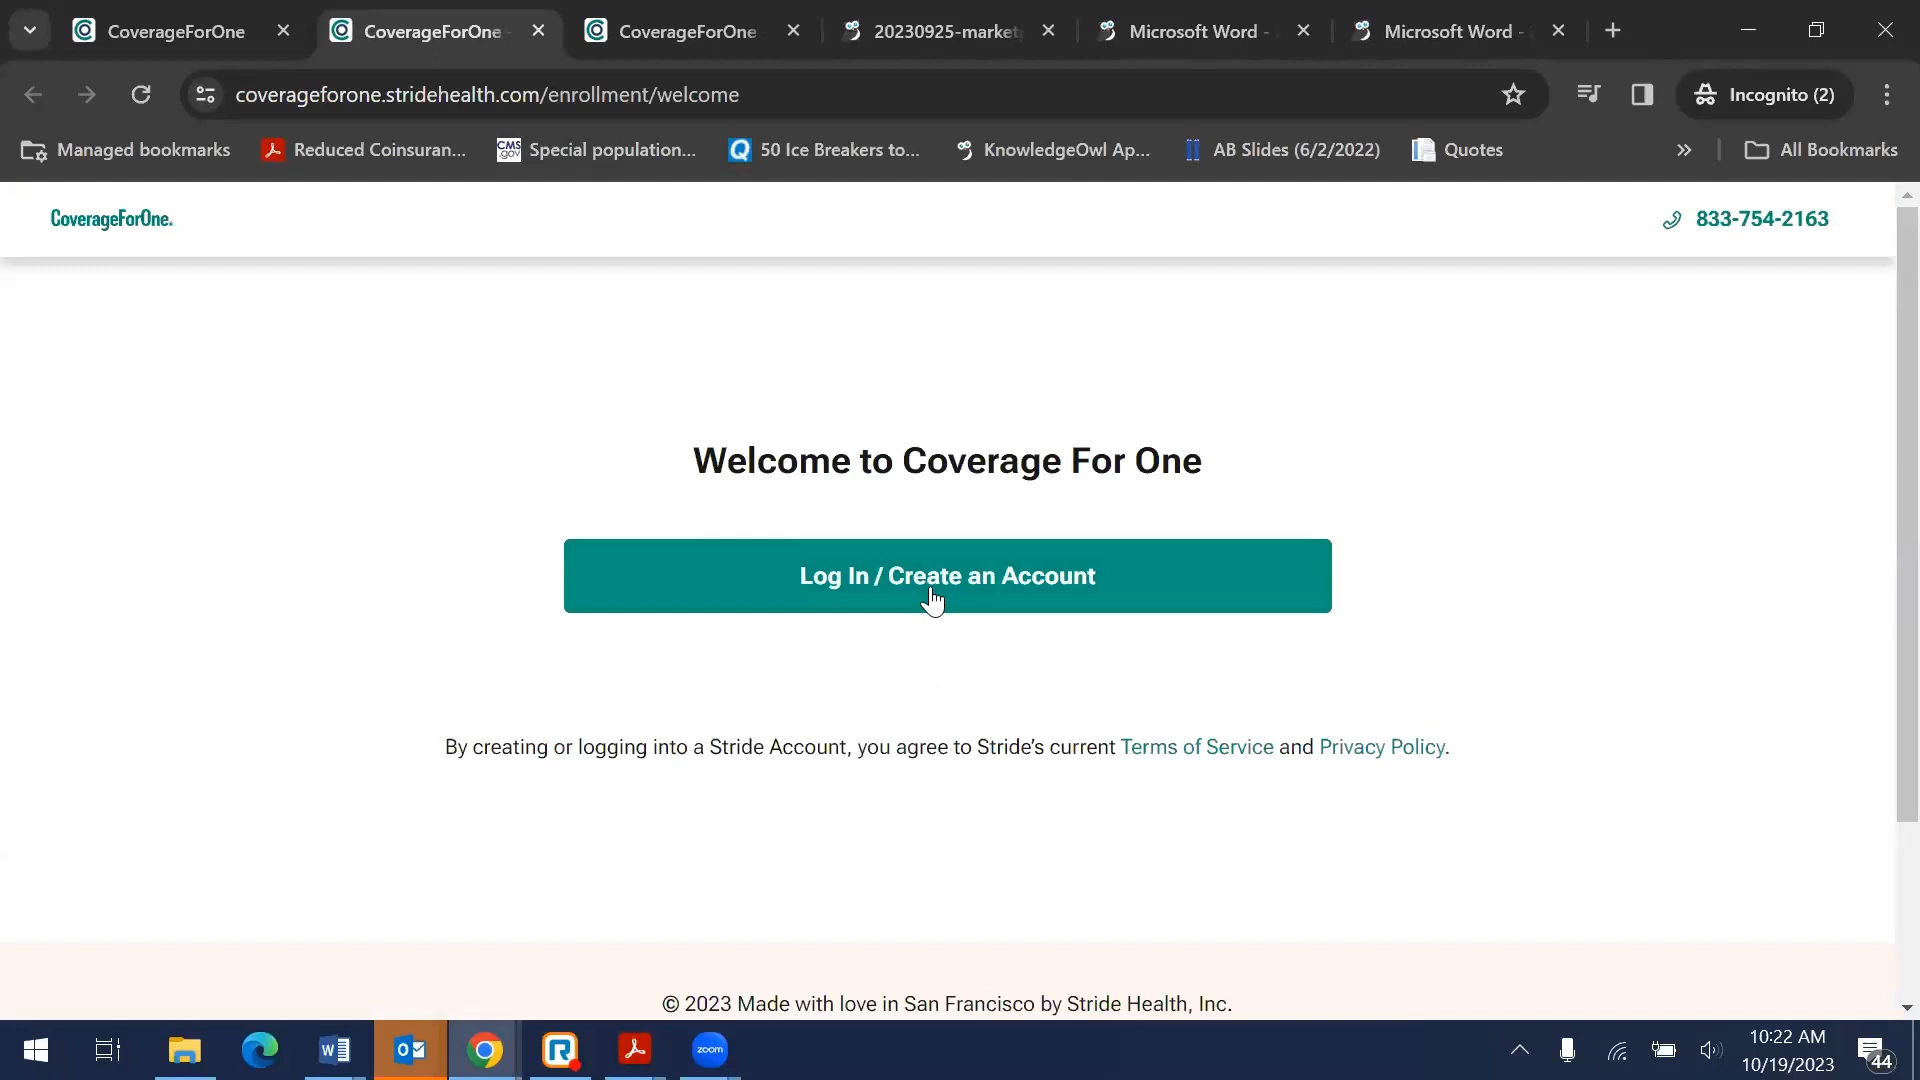 CoverageForOne
CoverageForOne
CoverageForOne
20230925-market
Microsoft Word -
Microsoft Word -
coverageforone.stridehealth.com/enrollment/welcome
Incognito (2)
Managed bookmarks
Reduced Coinsuran...
CMS
.gov
Special population...
Q
50 Ice Breakers to...
KnowledgeOwl Ap...
AB Slides (6/2/2022)
Quotes
»
All Bookmarks
CoverageForOne.
833-754-2163
Welcome to Coverage For One
Log In / Create an Account
By creating or logging into a Stride Account, you agree to Stride's current Terms of Service and Privacy Policy.
© 2023 Made with love in San Francisco by Stride Health, Inc.
zoom
10:22 AM
10/19/2023
44